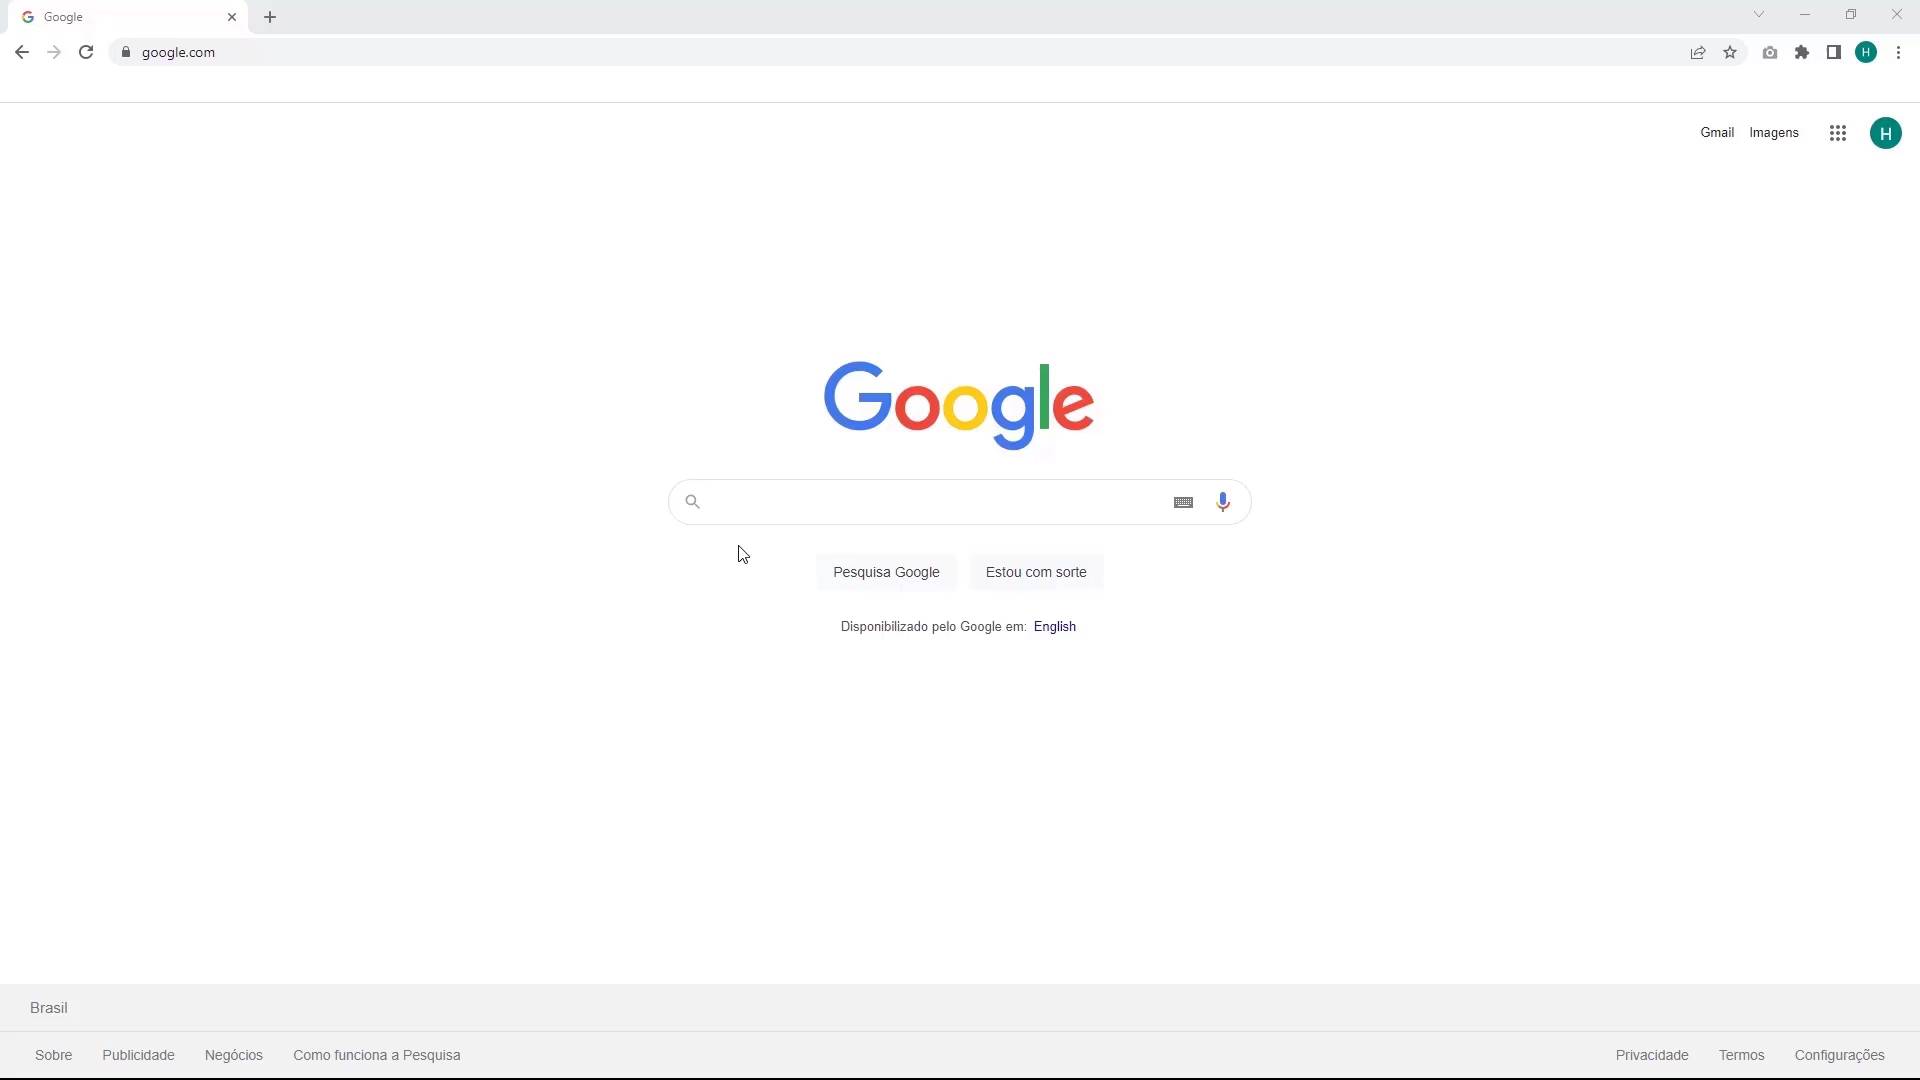 Google
google.com
H
Gmail Imagens
H
Google
Pesquisa Google Estou com sorte
Disponibilizado pelo Google em: English
Brasil
Sobre Publicidade Negócios Como funciona a Pesquisa Privacidade Termos Configurações